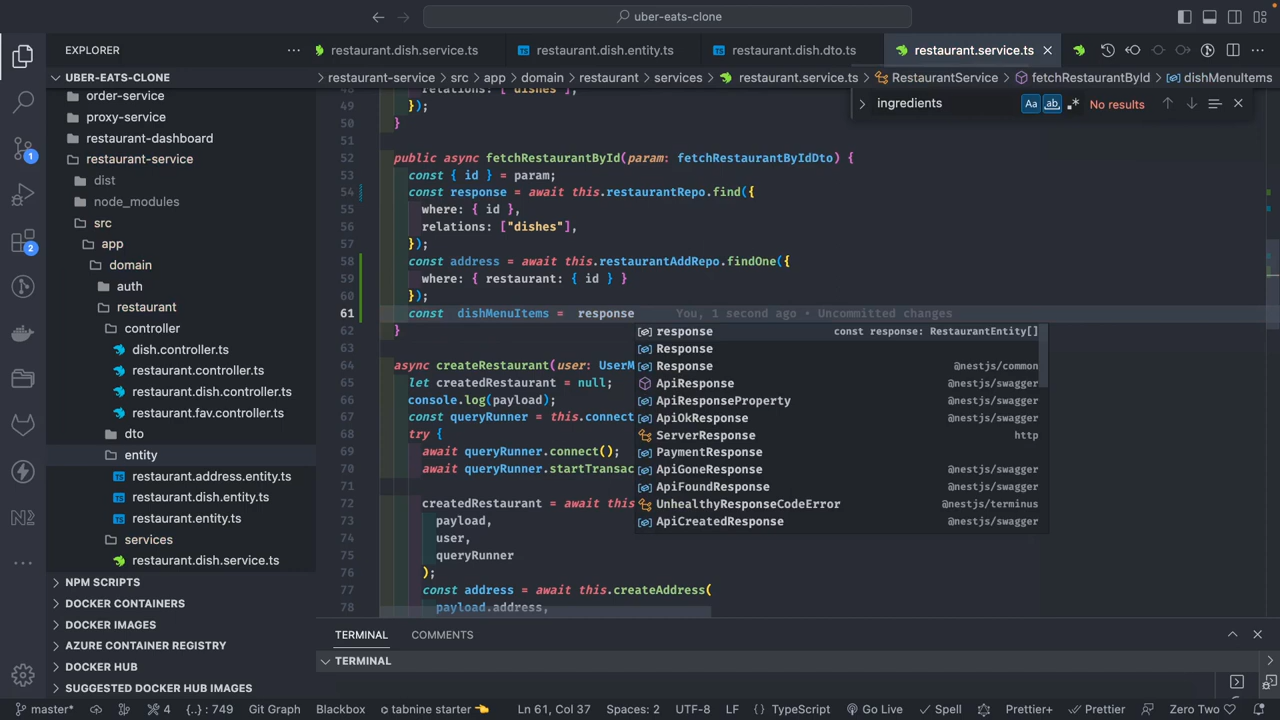 uber-eats-clone
EXPLORER
restaurant.dish.service.ts
restaurant.dish.entity.ts
restaurant.dish.dto.ts
restaurant.service.ts
UBER-EATS-CLONE
restaurant-service > src > app > domain > restaurant > services > restaurant.service.ts > RestaurantService > fetchRestaurantById > dishMenuItems
ingredients
Aa
ab
No results
order-service
proxy-service
restaurant-dashboard
restaurant-service
dist
node_modules
src
app
domain
auth
restaurant
controller
dish.controller.ts
restaurant.controller.ts
restaurant.dish.controller.ts
restaurant.fav.controller.ts
dto
entity
restaurant.address.entity.ts
restaurant.dish.entity.ts
restaurant.entity.ts
services
restaurant.dish.service.ts
NPM SCRIPTS
DOCKER CONTAINERS
DOCKER IMAGES
AZURE CONTAINER REGISTRY
DOCKER HUB
SUGGESTED DOCKER HUB IMAGES
48 relations: ["dishes"],
49 });
50 }
51
52 public async fetchRestaurantById(param: fetchRestaurantByIdDto) {
53 const { id } = param;
54 const response = await this.restaurantRepo.find({
55 where: { id },
56 relations: ["dishes"],
57 });
58 const address = await this.restaurantAddRepo.findOne({
59 where: { restaurant: { id } }
60 });
61 const dishMenuItems = response You, 1 second ago • Uncommitted changes
62 }
63
64 async createRestaurant(user: UserM
65 let createdRestaurant = null;
66 console.log(payload);
67 const queryRunner = this.connect
68 try {
69 await queryRunner.connect();
70 await queryRunner.startTransac
71
72 createdRestaurant = await this
73 payload,
74 user,
75 queryRunner
76 );
77 const address = await this.createAddress(
78 payload.address,
response const response: RestaurantEntity[]
Response
Response @nestjs/common
ApiResponse @nestjs/swagger
ApiResponseProperty @nestjs/swagger
ApiOkResponse @nestjs/swagger
ServerResponse http
PaymentResponse
ApiGoneResponse @nestjs/swagger
ApiFoundResponse @nestjs/swagger
UnhealthyResponseCodeError @nestjs/terminus
ApiCreatedResponse @nestjs/swagger
TERMINAL COMMENTS
TERMINAL
1
2
master* 4 {..} : 749 Git Graph Blackbox tabnine starter Ln 61, Col 37 Spaces: 2 UTF-8 LF {} TypeScript Go Live Spell Prettier+ Prettier Zero Two